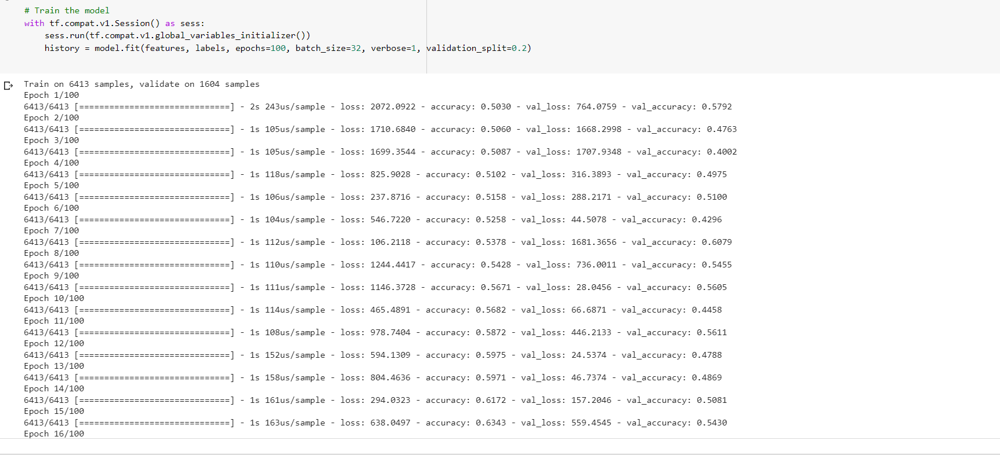 # Train the model
with tf.compat.v1.Session() as sess:
    sess.run(tf.compat.v1.global_variables_initializer())
    history = model.fit(features, labels, epochs=100, batch_size=32, verbose=1, validation_split=0.2)
Train on 6413 samples, validate on 1604 samples
Epoch 1/100
6413/6413 [==============================] - 2s 243us/sample - loss: 2072.0922 - accuracy: 0.5030 - val_loss: 764.0759 - val_accuracy: 0.5792
Epoch 2/100
6413/6413 [==============================] - 1s 105us/sample - loss: 1710.6840 - accuracy: 0.5060 - val_loss: 1668.2998 - val_accuracy: 0.4763
Epoch 3/100
6413/6413 [==============================] - 1s 105us/sample - loss: 1699.3544 - accuracy: 0.5087 - val_loss: 1707.9348 - val_accuracy: 0.4002
Epoch 4/100
6413/6413 [==============================] - 1s 118us/sample - loss: 825.9028 - accuracy: 0.5102 - val_loss: 316.3893 - val_accuracy: 0.4975
Epoch 5/100
6413/6413 [==============================] - 1s 106us/sample - loss: 237.8716 - accuracy: 0.5158 - val_loss: 288.2171 - val_accuracy: 0.5100
Epoch 6/100
6413/6413 [==============================] - 1s 104us/sample - loss: 546.7220 - accuracy: 0.5258 - val_loss: 44.5078 - val_accuracy: 0.4296
Epoch 7/100
6413/6413 [==============================] - 1s 112us/sample - loss: 106.2118 - accuracy: 0.5378 - val_loss: 1681.3656 - val_accuracy: 0.6079
Epoch 8/100
6413/6413 [==============================] - 1s 110us/sample - loss: 1244.4417 - accuracy: 0.5428 - val_loss: 736.0011 - val_accuracy: 0.5455
Epoch 9/100
6413/6413 [==============================] - 1s 111us/sample - loss: 1146.3728 - accuracy: 0.5671 - val_loss: 28.0456 - val_accuracy: 0.5605
Epoch 10/100
6413/6413 [==============================] - 1s 114us/sample - loss: 465.4891 - accuracy: 0.5682 - val_loss: 66.6871 - val_accuracy: 0.4458
Epoch 11/100
6413/6413 [==============================] - 1s 108us/sample - loss: 978.7404 - accuracy: 0.5872 - val_loss: 446.2133 - val_accuracy: 0.5611
Epoch 12/100
6413/6413 [==============================] - 1s 152us/sample - loss: 594.1309 - accuracy: 0.5975 - val_loss: 24.5374 - val_accuracy: 0.4788
Epoch 13/100
6413/6413 [==============================] - 1s 158us/sample - loss: 804.4636 - accuracy: 0.5971 - val_loss: 46.7374 - val_accuracy: 0.4869
Epoch 14/100
6413/6413 [==============================] - 1s 161us/sample - loss: 294.0323 - accuracy: 0.6172 - val_loss: 157.2046 - val_accuracy: 0.5081
Epoch 15/100
6413/6413 [==============================] - 1s 163us/sample - loss: 638.0497 - accuracy: 0.6343 - val_loss: 559.4545 - val_accuracy: 0.5430
Epoch 16/100